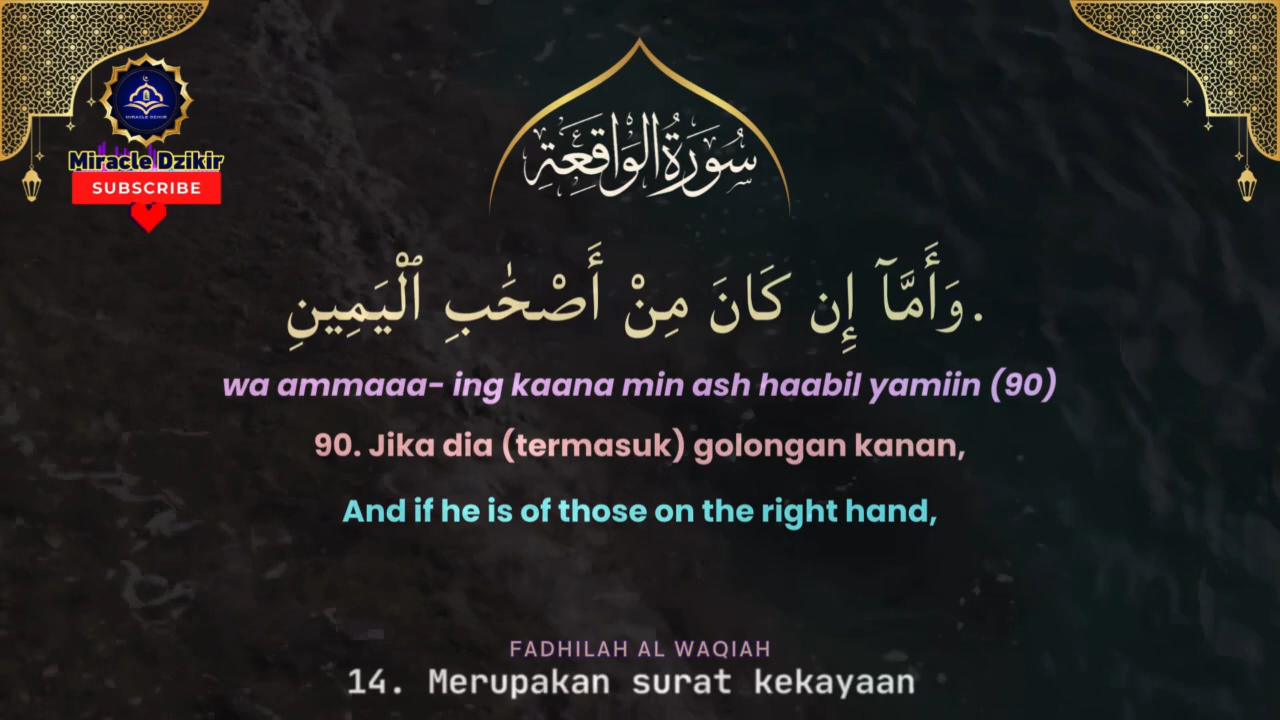 MIRACLE DZIKIR
Miracle Dzikir
SUBSCRIBE
سُورَةُ الوَاقِعَة
وَأَمَّآ إِن كَانَ مِنْ أَصْحَٰبِ ٱلْيَمِينِ.
wa ammaaa- ing kaana min ash haabil yamiin (90)
90. Jika dia (termasuk) golongan kanan,
And if he is of those on the right hand,
FADHILAH AL WAQIAH
14. Merupakan surat kekayaan